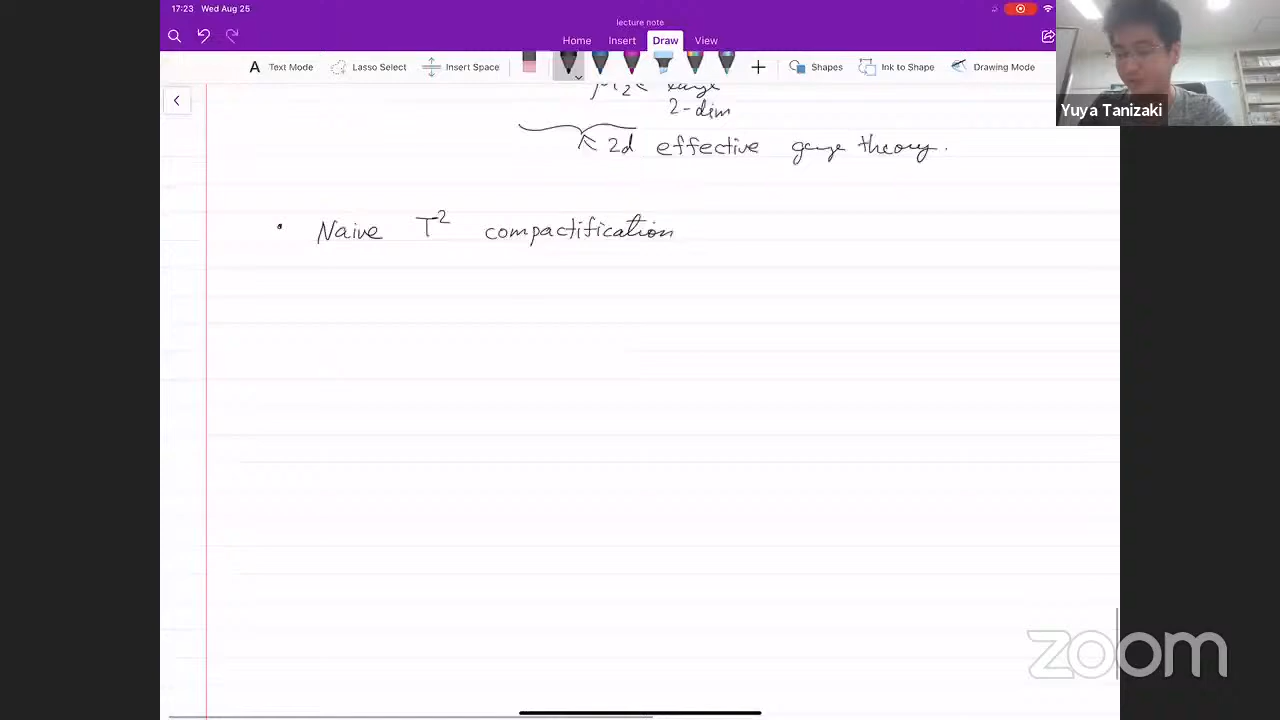 17:23 Wed Aug 25
lecture note
Home Insert Draw View
Text Mode Lasso Select Insert Space Shapes Ink to Shape Drawing Mode
Yuya Tanizaki
large
2-dim
2d effective gauge theory.
• Naive T² compactification
zoom